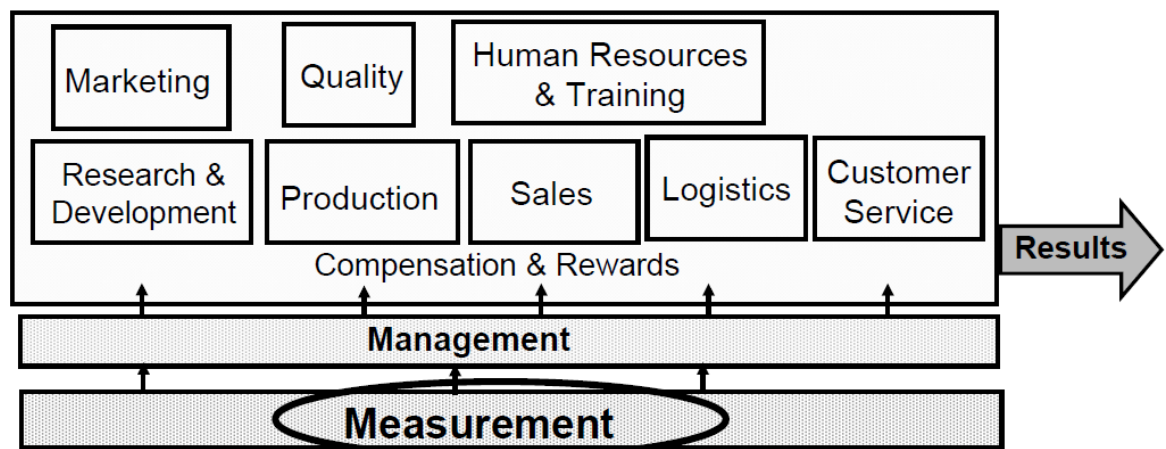 Marketing
Quality
Human Resources
& Training
Research &
Development
Production
Sales
Logistics
Customer
Service
Compensation & Rewards
Results
Management
Measurement